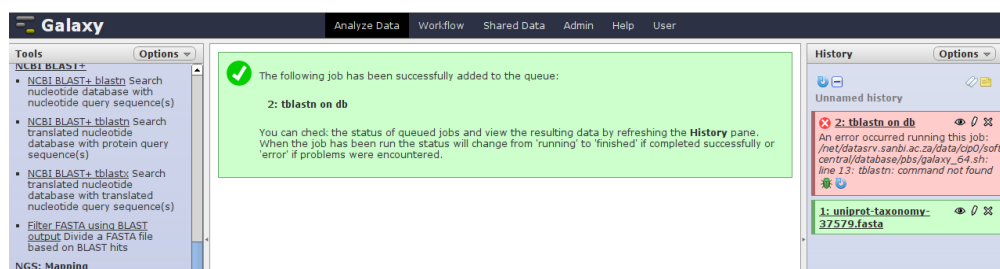 Galaxy
Analyze Data Workflow Shared Data Admin Help User
Tools Options
NCBI BLAST+
NCBI BLAST+ blastn Search
nucleotide database with
nucleotide query sequence(s)
NCBI BLAST+ tblastn Search
translated nucleotide
database with protein query
sequence(s)
NCBI BLAST+ tblastx Search
translated nucleotide
database with translated
nucleotide query sequence(s)
Filter FASTA using BLAST
output Divide a FASTA file
based on BLAST hits
NGS: Mapping
The following job has been successfully added to the queue:
2: tblastn on db
You can check the status of queued jobs and view the resulting data by refreshing the History pane.
When the job has been run the status will change from 'running' to 'finished' if completed successfully or
'error' if problems were encountered.
History Options
Unnamed history
2: tblastn on db
An error occurred running this job:
/net/datasrv.sanbi.ac.za/data/cip0/soft
central/database/pbs/galaxy_64.sh:
line 13: tblastn: command not found
1: uniprot-taxonomy-
37579.fasta